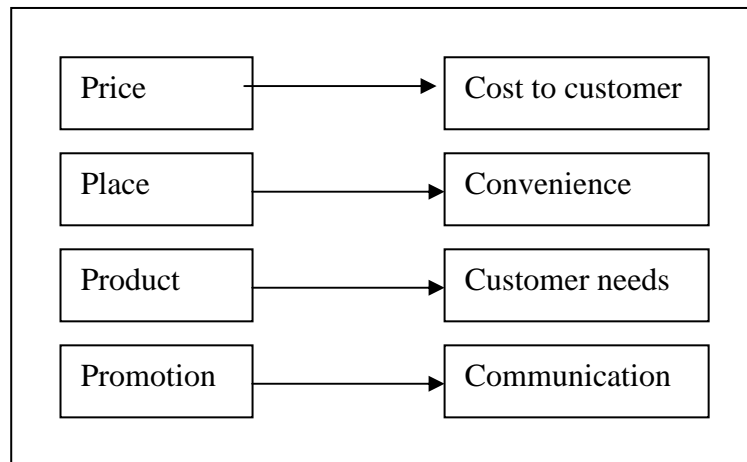 Price
Cost to customer
Place
Convenience
Product
Customer needs
Promotion
Communication